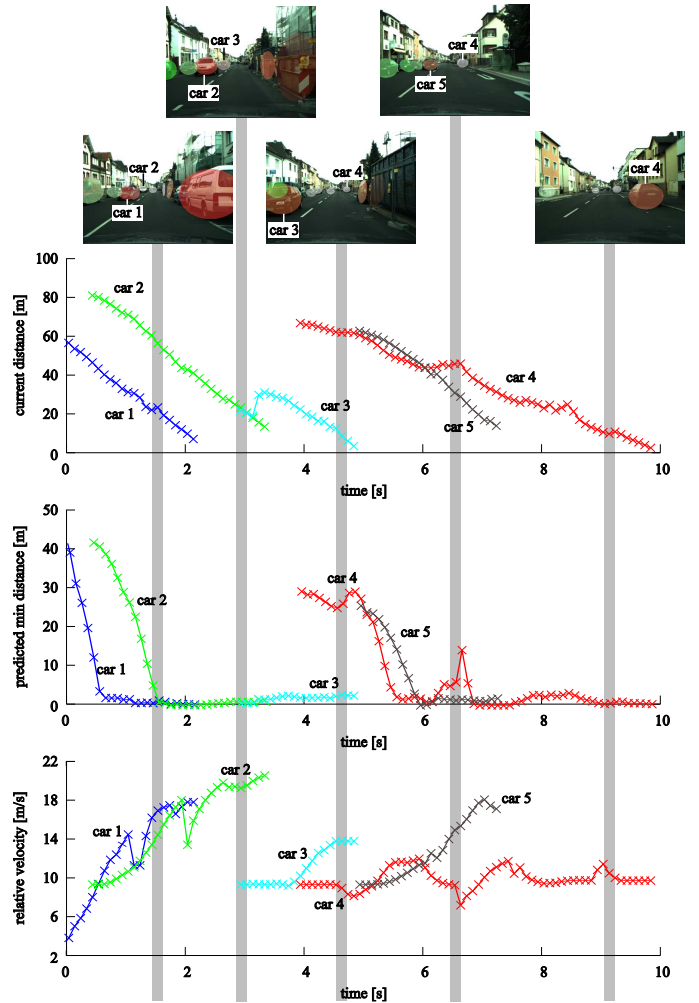 car 3
car 2
car 4
car 5
car 2
car 1
car 4
car 3
car 4
current distance [m]
100
80
60
40
20
0
car 2
car 1
car 3
car 4
car 5
0
2
4
6
8
10
time [s]
predicted min distance [m]
50
40
30
20
10
0
car 2
car 1
car 4
car 5
car 3
0
2
4
6
8
10
time [s]
relative velocity [m/s]
22
18
14
10
6
2
car 2
car 1
car 3
car 4
car 5
0
2
4
6
8
10
time [s]